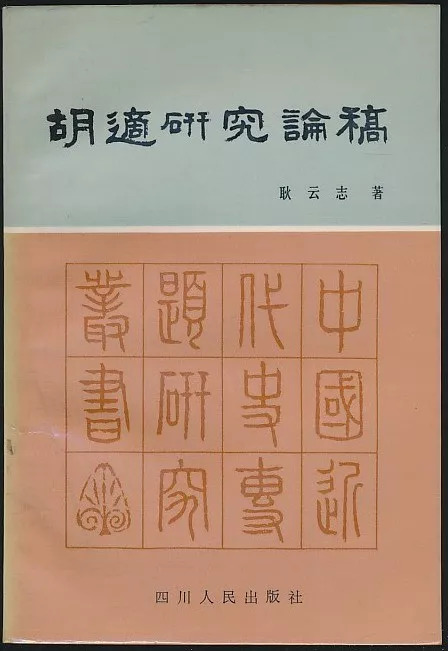 胡適研究論稿
耿云志 著
中國近
代史專
題研究
叢書
四川人民出版社